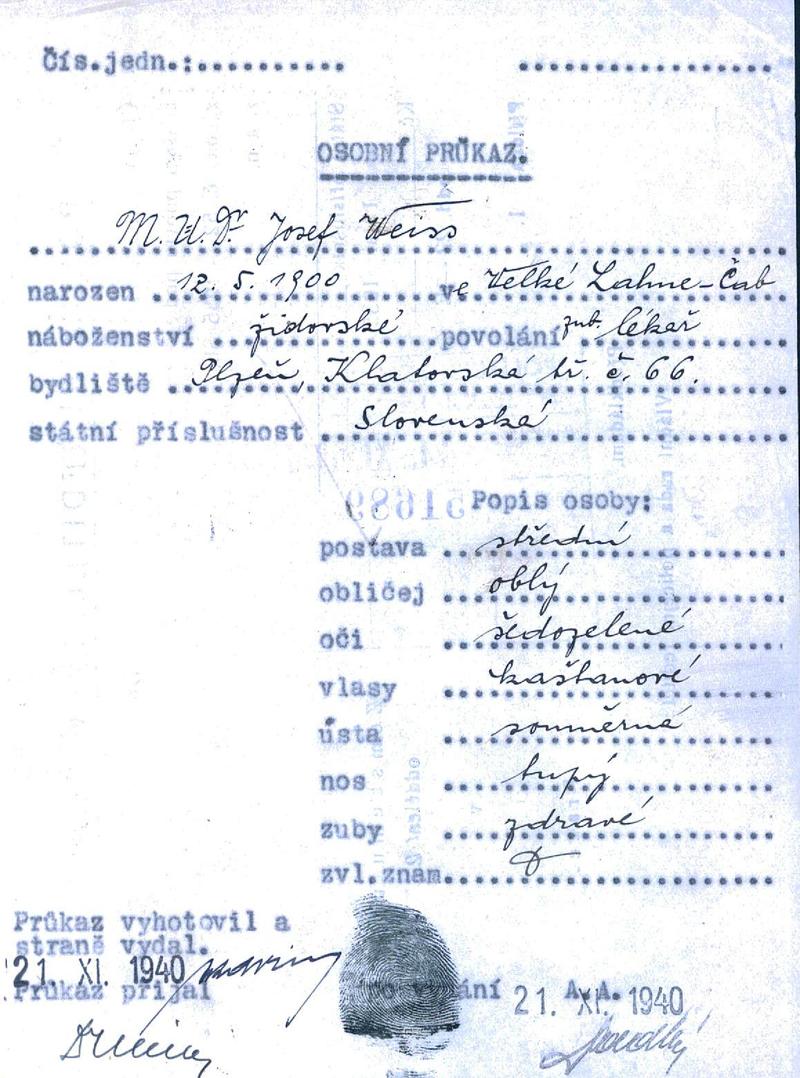 Čís.jedn.:........... ....................
OSOBNÍ PRŮKAZ.
M.U.Dr Josef Weiss
narozen 12. 5. 1900 ve Velké Lahne-Čab
náboženství židovské povolání zub. lékař
bydliště Plzeň, Klatovská tř. č. 66.
státní příslušnost Slovenská
Popis osoby:
postava střední
obličej oblý
oči šedozelené
vlasy kaštanové
ústa souměrná
nos tupý
zuby zdravé
zvl.znam.
Průkaz vyhotovil a
straně vydal.
21. XI. 1940
Průkaz přijal
21. XI. 1940